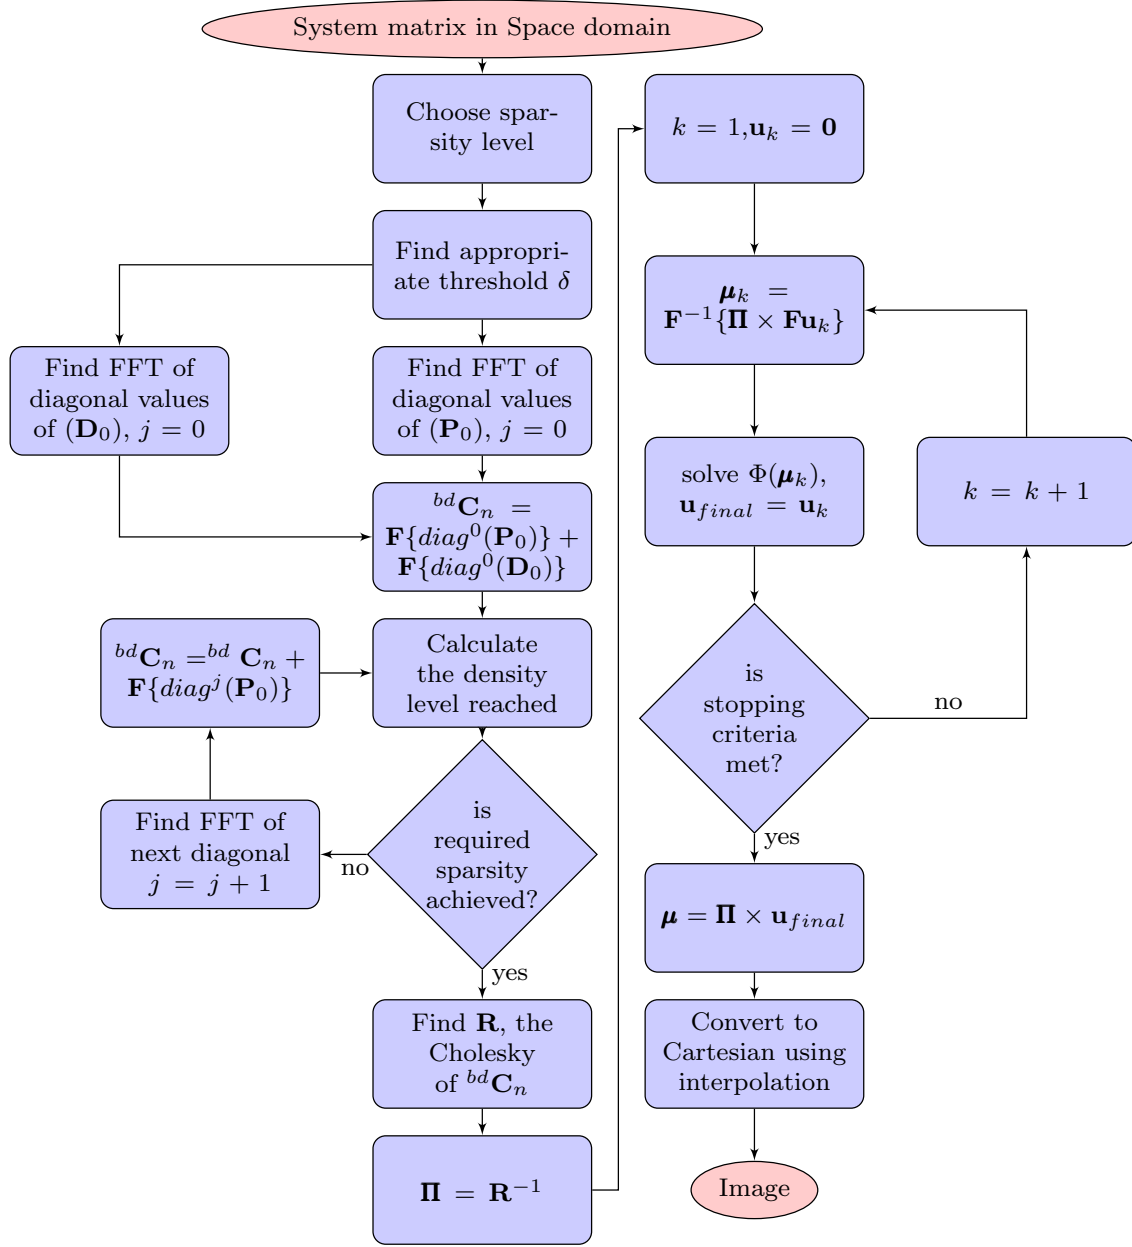 System matrix in Space domain
Choose spar-
sity level
Find appropri-
ate threshold δ
Find FFT of
diagonal values
of (𝐃₀), j = 0
Find FFT of
diagonal values
of (𝐏₀), j = 0
ᵇᵈ𝐂ₙ =
𝐅{diag⁰(𝐏₀)} +
𝐅{diag⁰(𝐃₀)}
ᵇᵈ𝐂ₙ =ᵇᵈ 𝐂ₙ +
𝐅{diagʲ(𝐏₀)}
Calculate
the density
level reached
Find FFT of
next diagonal
j = j + 1
no
is
required
sparsity
achieved?
yes
Find 𝐑, the
Cholesky
of ᵇᵈ𝐂ₙ
𝚷 = 𝐑⁻¹
k = 1,𝐮ₖ = 𝟎
𝝁ₖ =
𝐅⁻¹{𝚷 × 𝐅𝐮ₖ}
solve Φ(𝝁ₖ),
𝐮_{final} = 𝐮ₖ
k = k + 1
is
stopping
criteria
met?
no
yes
𝝁 = 𝚷 × 𝐮_{final}
Convert to
Cartesian using
interpolation
Image